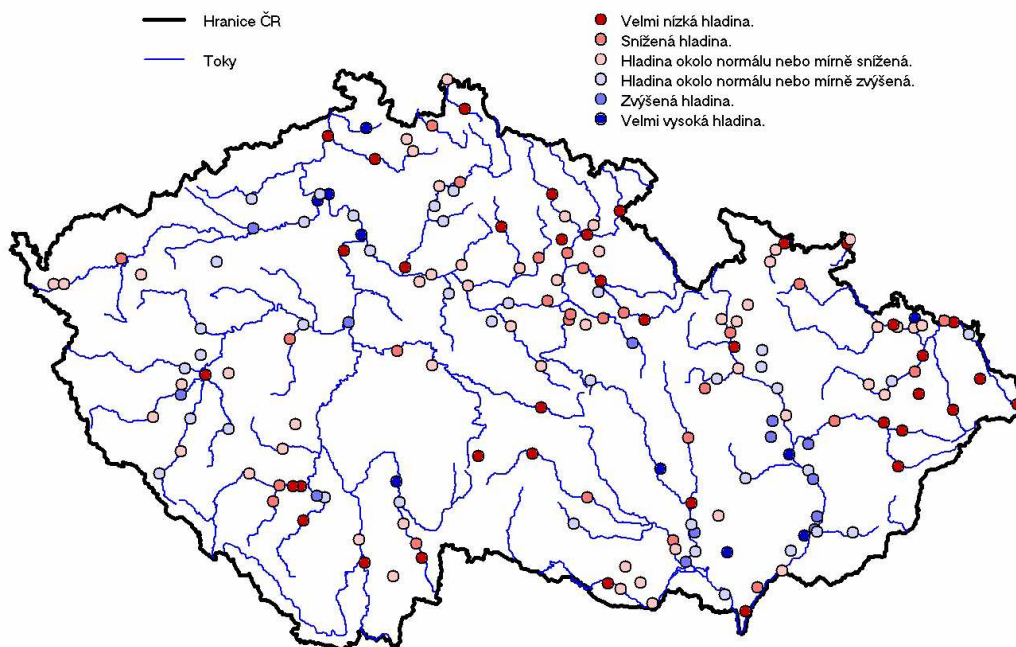 Hranice ČR
Toky
Velmi nízká hladina.
Snížená hladina.
Hladina okolo normálu nebo mírně snížená.
Hladina okolo normálu nebo mírně zvýšená.
Zvýšená hladina.
Velmi vysoká hladina.